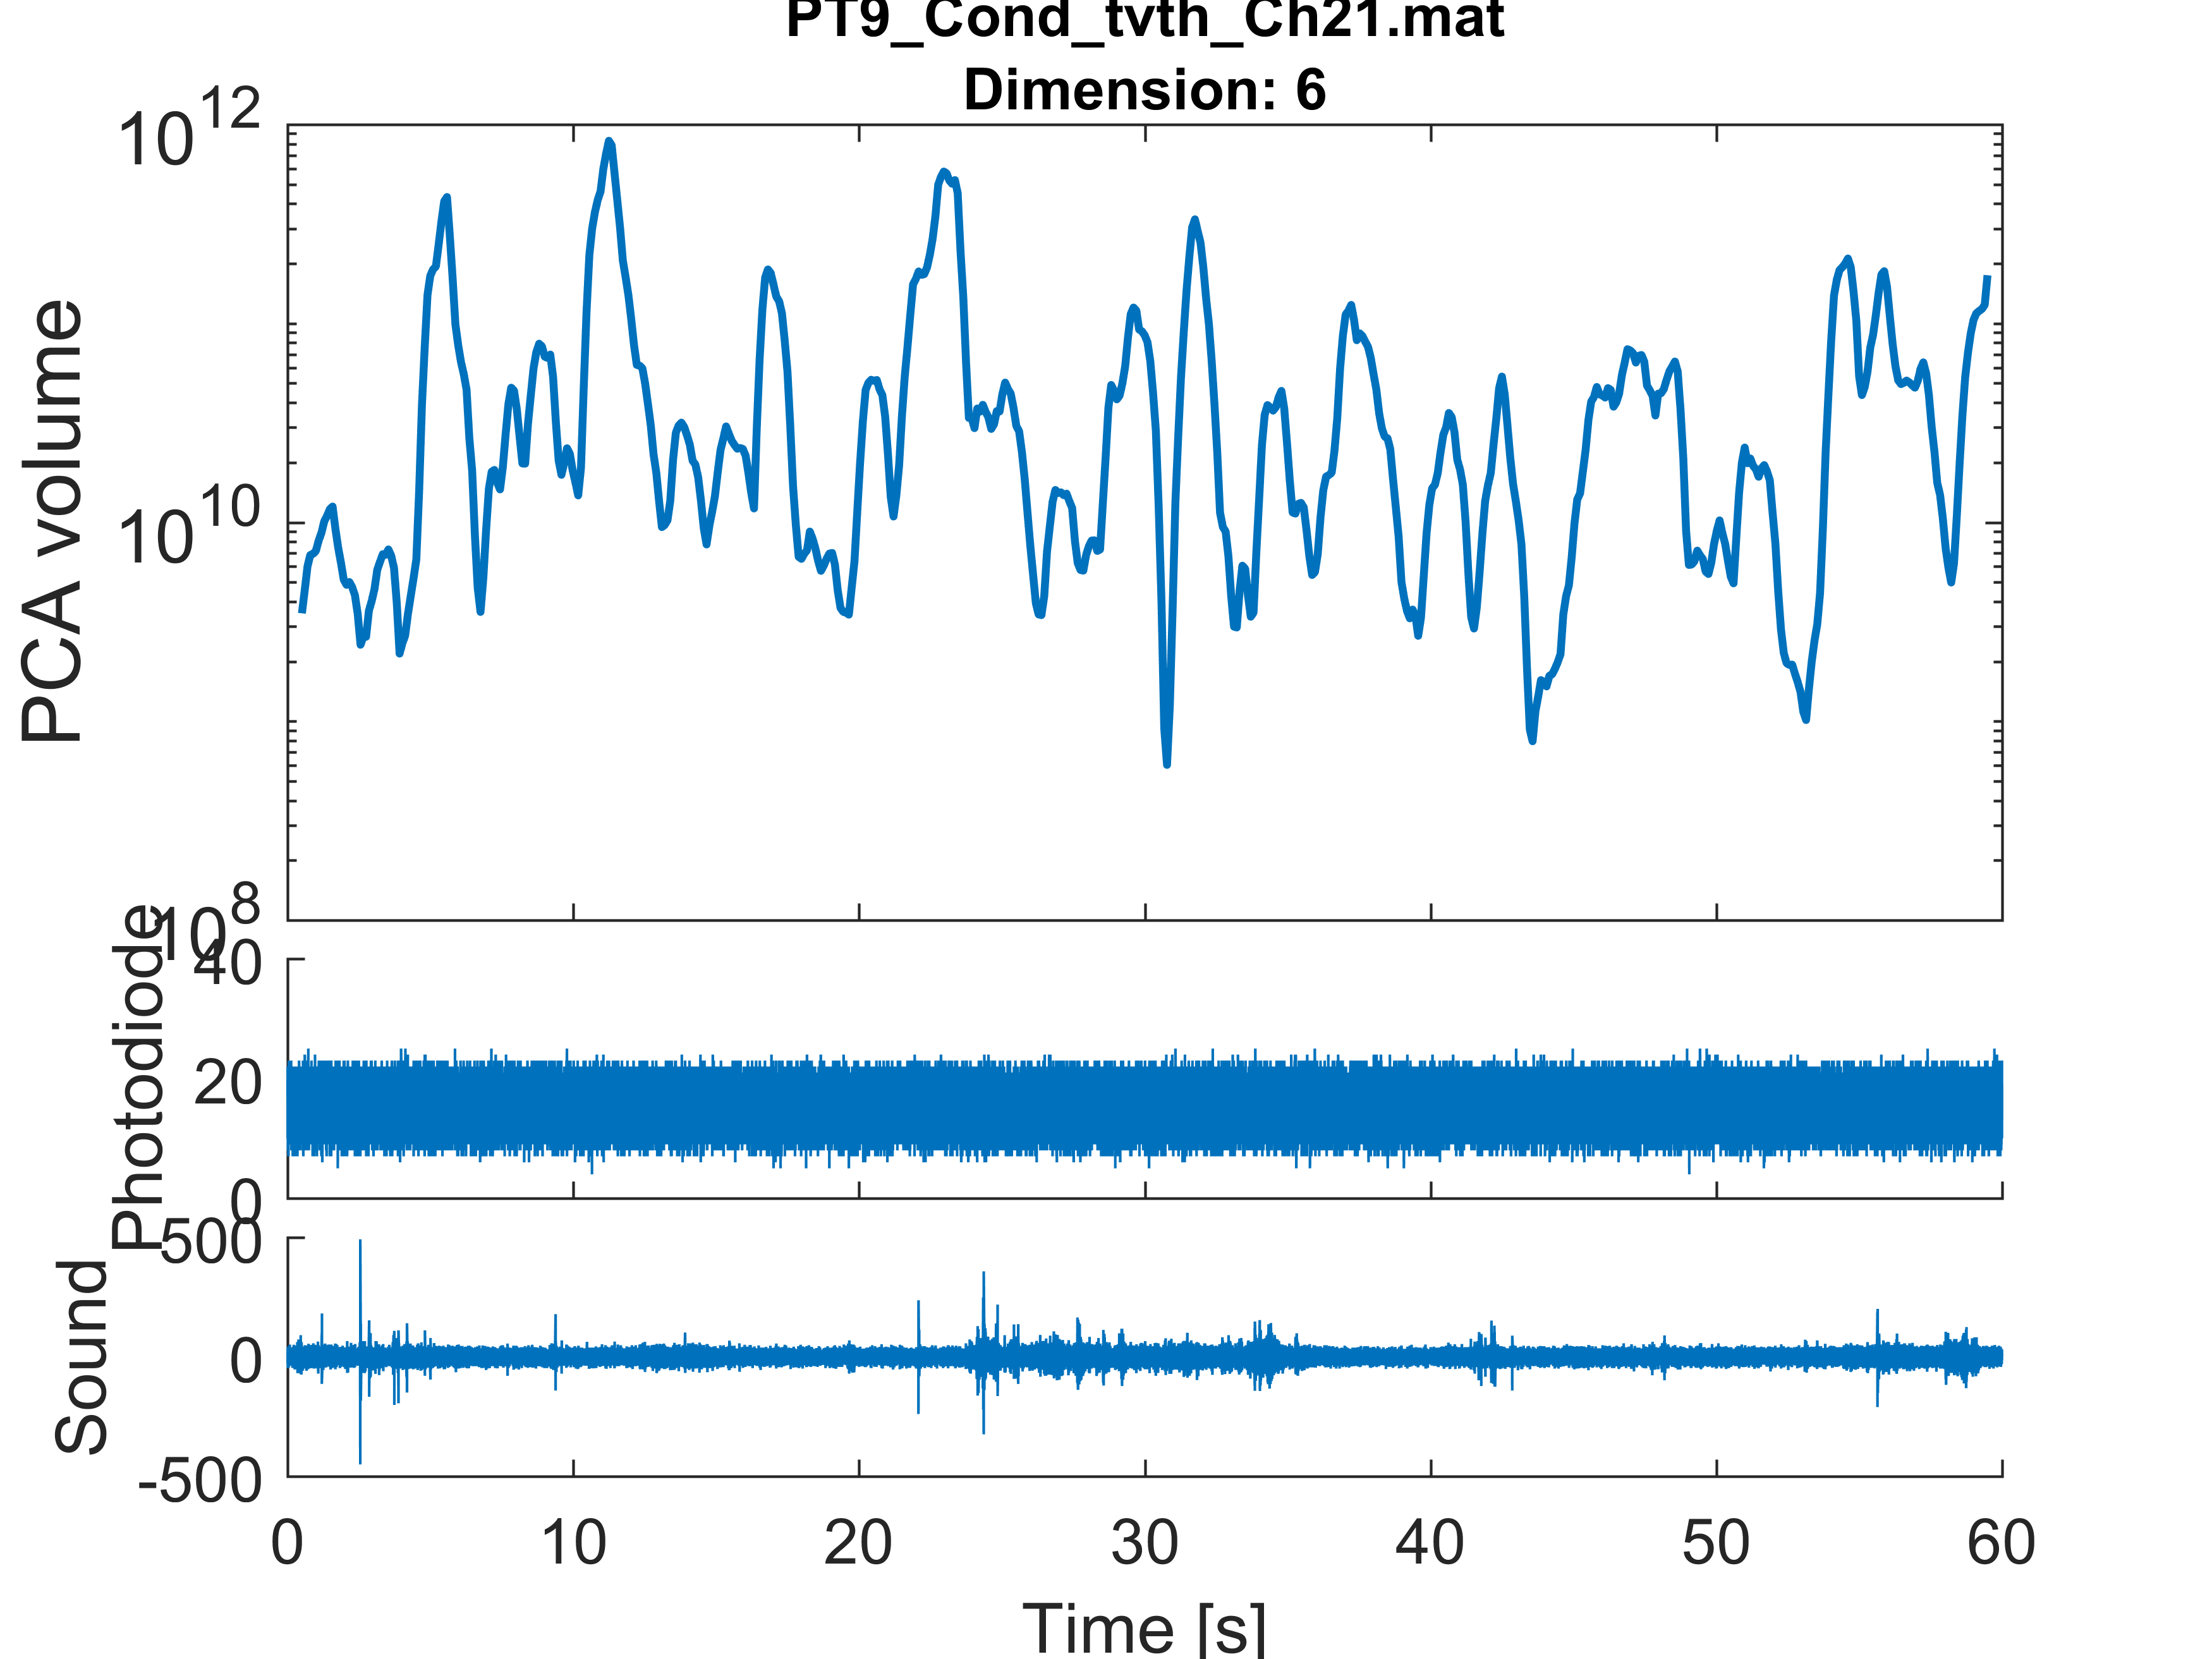 PT9_Cond_tvth_Ch21.mat
Dimension: 6
10^12
10^10
10^8
PCA volume
40
20
0
Photodiode
500
0
-500
Sound
0 10 20 30 40 50 60
Time [s]